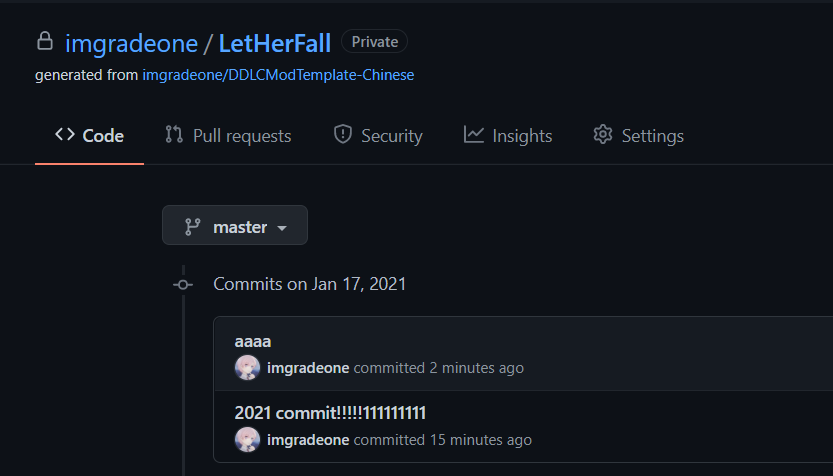 imgradeone / LetHerFall Private
generated from imgradeone/DDLCModTemplate-Chinese
Code Pull requests Security Insights Settings
master
Commits on Jan 17, 2021
aaaa
imgradeone committed 2 minutes ago
2021 commit!!!!!111111111
imgradeone committed 15 minutes ago